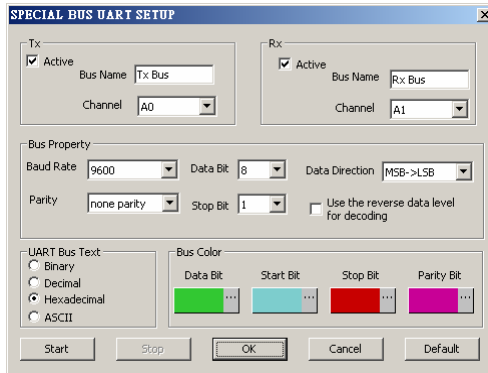 SPECIAL BUS UART SETUP
Tx
Active
Bus Name Tx Bus
Channel A0
Rx
Active
Bus Name Rx Bus
Channel A1
Bus Property
Baud Rate 9600 Data Bit 8 Data Direction MSB->LSB
Parity none parity Stop Bit 1 Use the reverse data level
for decoding
UART Bus Text
Binary
Decimal
Hexadecimal
ASCII
Bus Color
Data Bit Start Bit Stop Bit Parity Bit
... ... ... ...
Start Stop OK Cancel Default